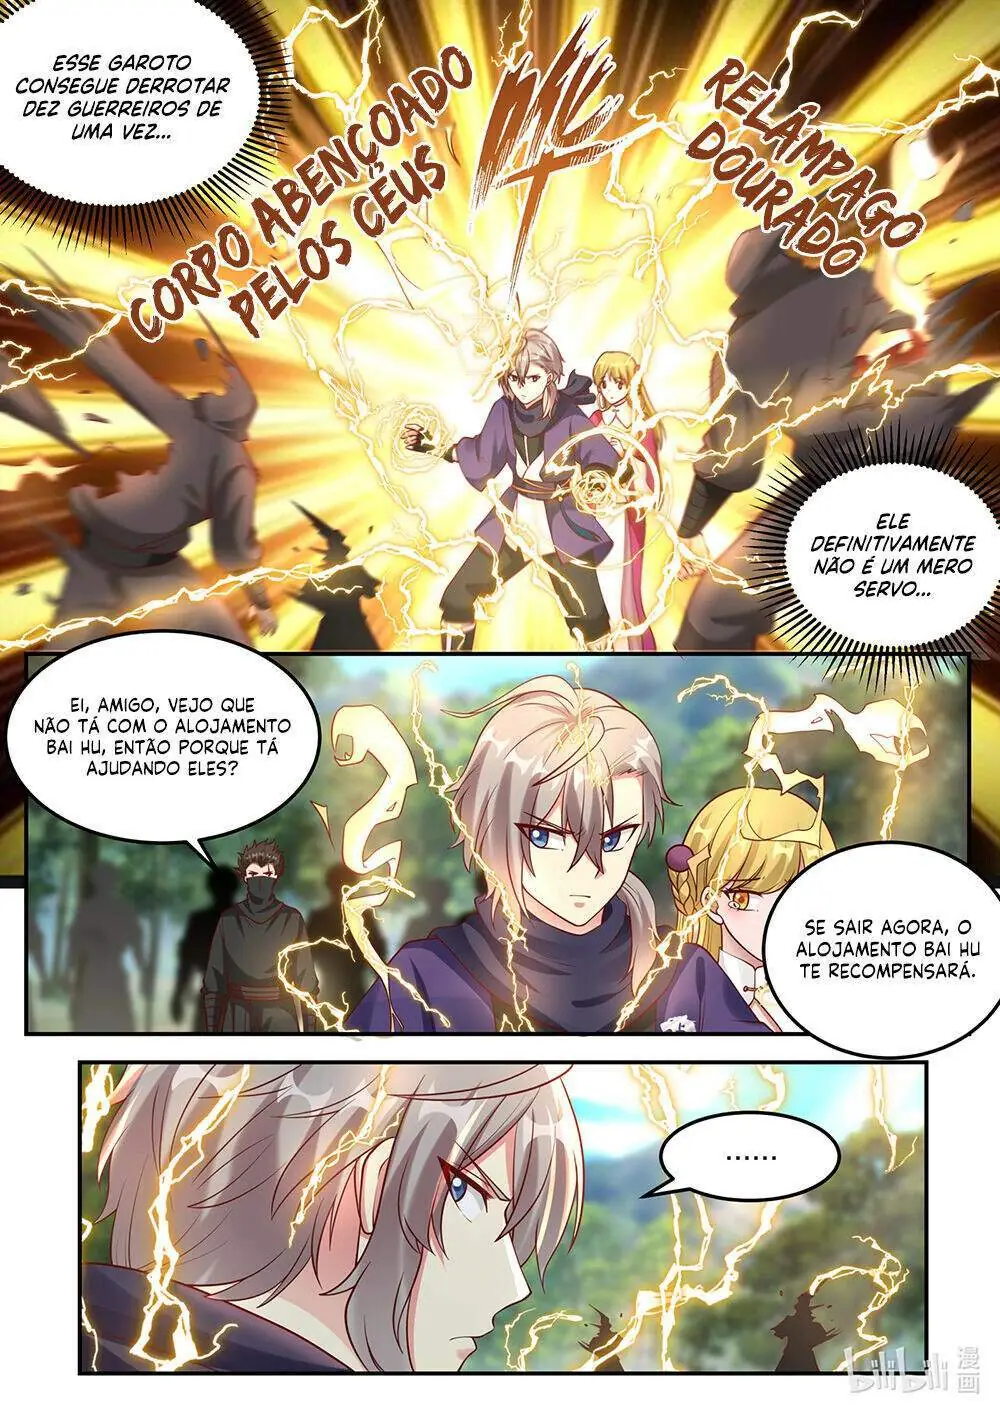 ESSE GAROTO
CONSEGUE DERROTAR
DEZ GUERREIROS DE
UMA VEZ...
CORPO ABENÇOADO
PELOS CÉUS
RELÂMPAGO
DOURADO
ELE
DEFINITIVAMENTE
NÃO É UM MERO
SERVO...
EI, AMIGO, VEJO QUE
NÃO TÁ COM O ALOJAMENTO
BAI HU, ENTÃO PORQUE TÁ
AJUDANDO ELES?
SE SAIR AGORA, O
ALOJAMENTO BAI HU
TE RECOMPENSARÁ.
......
bilibili 漫画